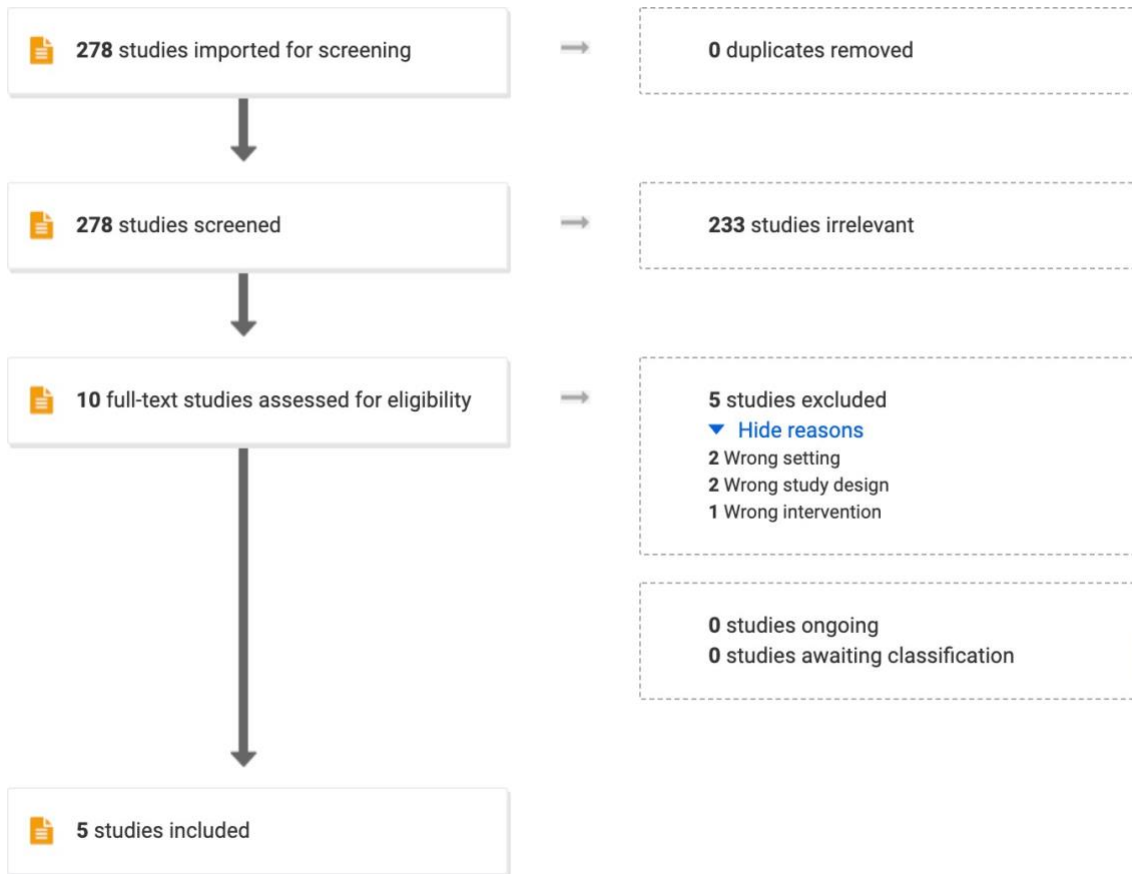 278 studies imported for screening
0 duplicates removed
278 studies screened
233 studies irrelevant
10 full-text studies assessed for eligibility
5 studies excluded
Hide reasons
2 Wrong setting
2 Wrong study design
1 Wrong intervention
0 studies ongoing
0 studies awaiting classification
5 studies included